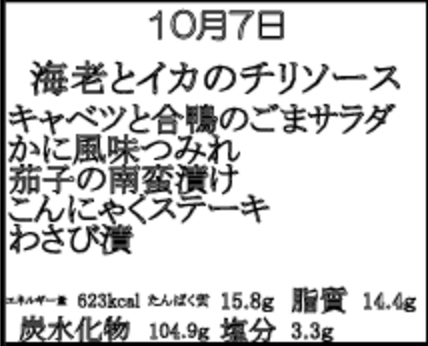 10月7日
海老とイカのチリソース
キャベツと合鴨のごまサラダ
かに風味つみれ
茄子の南蛮漬け
こんにゃくステーキ
わさび漬
エネルギー量 623kcal たんぱく質 15.8g 脂質 14.4g
炭水化物 104.9g 塩分 3.3g